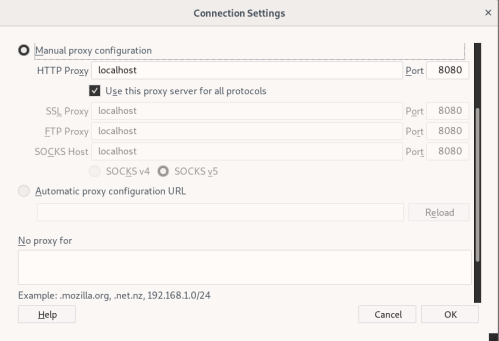 Connection Settings ×
Manual proxy configuration
HTTP Proxy localhost Port 8080
Use this proxy server for all protocols
SSL Proxy localhost Port 8080
FTP Proxy localhost Port 8080
SOCKS Host localhost Port 8080
SOCKS v4 SOCKS v5
Automatic proxy configuration URL
Reload
No proxy for
Example: .mozilla.org, .net.nz, 192.168.1.0/24
Help Cancel OK